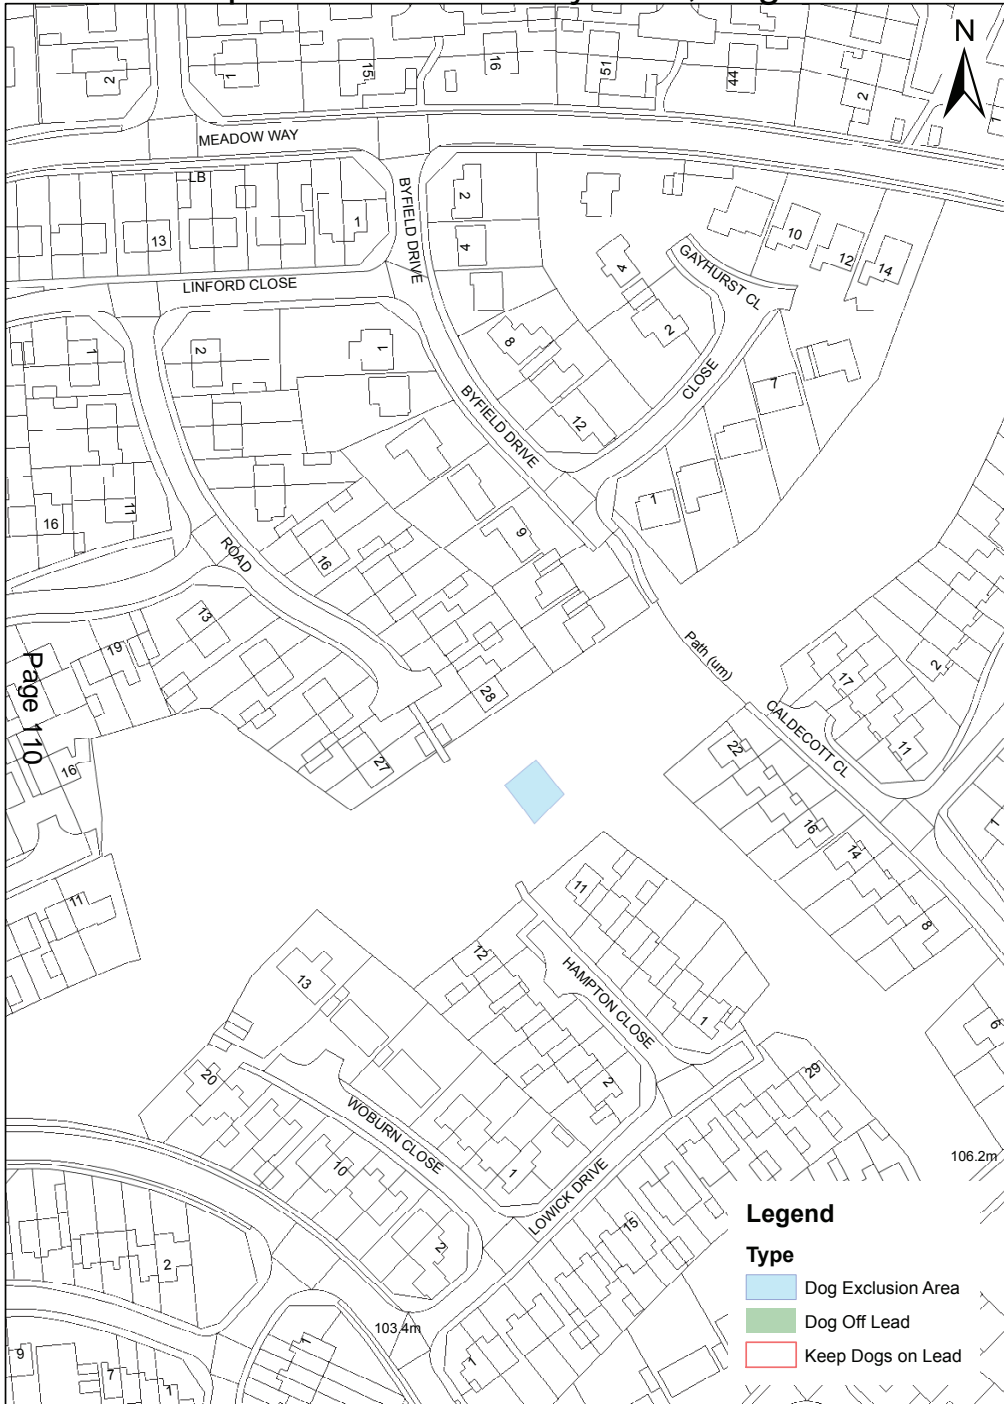 N
2
1
15
16
51
44
2
1
MEADOW WAY
LB
13
1
BYFIELD DRIVE
2
4
4
GAYHURST CL
10
12
14
LINFORD CLOSE
1
2
1
8
2
BYFIELD DRIVE
12
CLOSE
7
16
11
ROAD
16
9
1
13
19
Path (um)
17
2
28
CALDECOTT CL
11
Page 110
16
27
22
16
14
1
11
11
8
12
13
HAMPTON CLOSE
1
6
20
2
29
WOBURN CLOSE
10
1
LOWICK DRIVE
106.2m
15
2
2
103.4m
1
1
9
7
1
Legend
Type
Dog Exclusion Area
Dog Off Lead
Keep Dogs on Lead